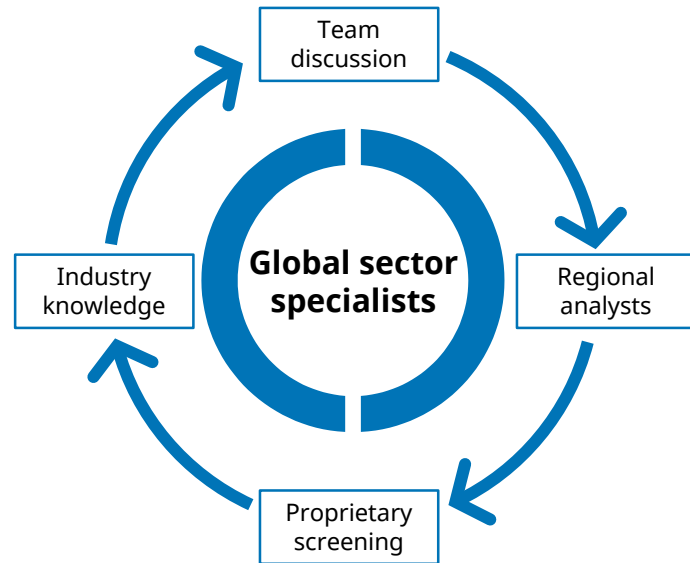 Team
discussion
Global sector
specialists
Industry
knowledge
Regional
analysts
Proprietary
screening